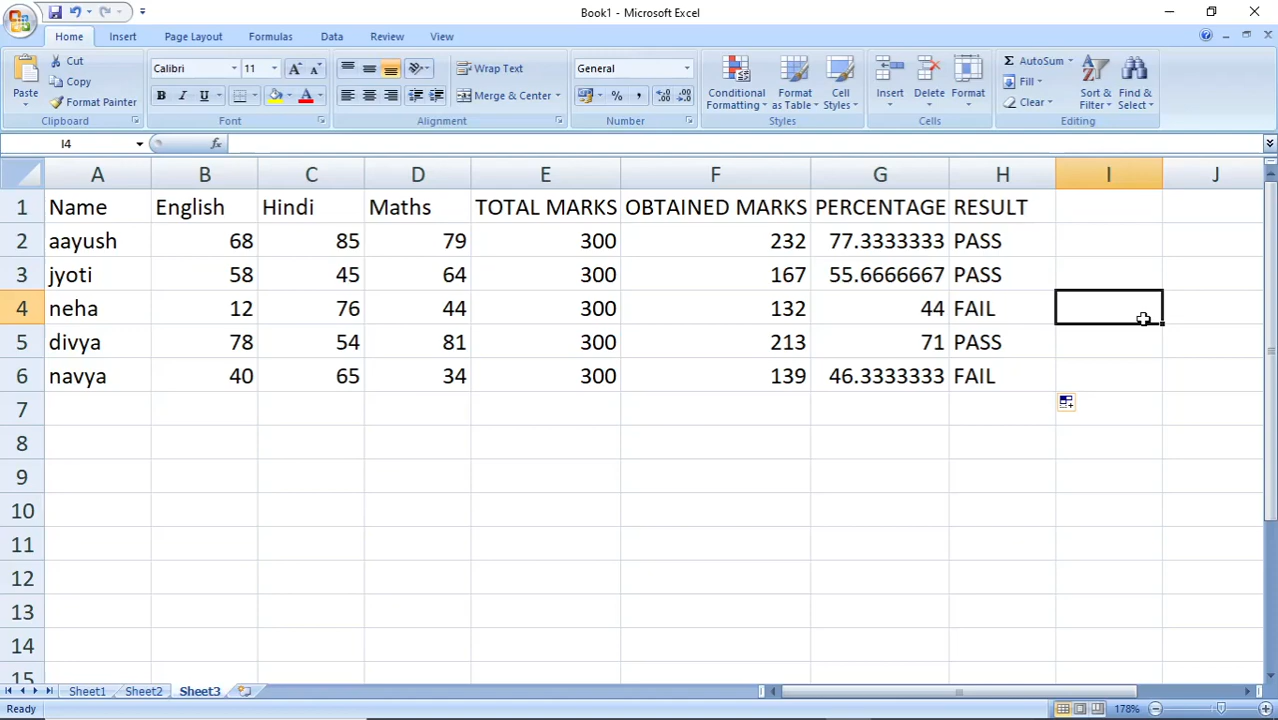 Book1 - Microsoft Excel
Home Insert Page Layout Formulas Data Review View
Paste Cut Copy Format Painter
Calibri 11 A A B I U A
Wrap Text Merge & Center
General % ,
Conditional Formatting Format as Table Cell Styles
Insert Delete Format
Σ AutoSum Fill Clear Sort & Filter Find & Select
Clipboard Font Alignment Number Styles Cells Editing
I4 fx
A B C D E F G H I J
1 Name English Hindi Maths TOTAL MARKS OBTAINED MARKS PERCENTAGE RESULT
2 aayush 68 85 79 300 232 77.3333333 PASS
3 jyoti 58 45 64 300 167 55.6666667 PASS
4 neha 12 76 44 300 132 44 FAIL
5 divya 78 54 81 300 213 71 PASS
6 navya 40 65 34 300 139 46.3333333 FAIL
7
8
9
10
11
12
13
14
15
Sheet1 Sheet2 Sheet3
Ready 178%